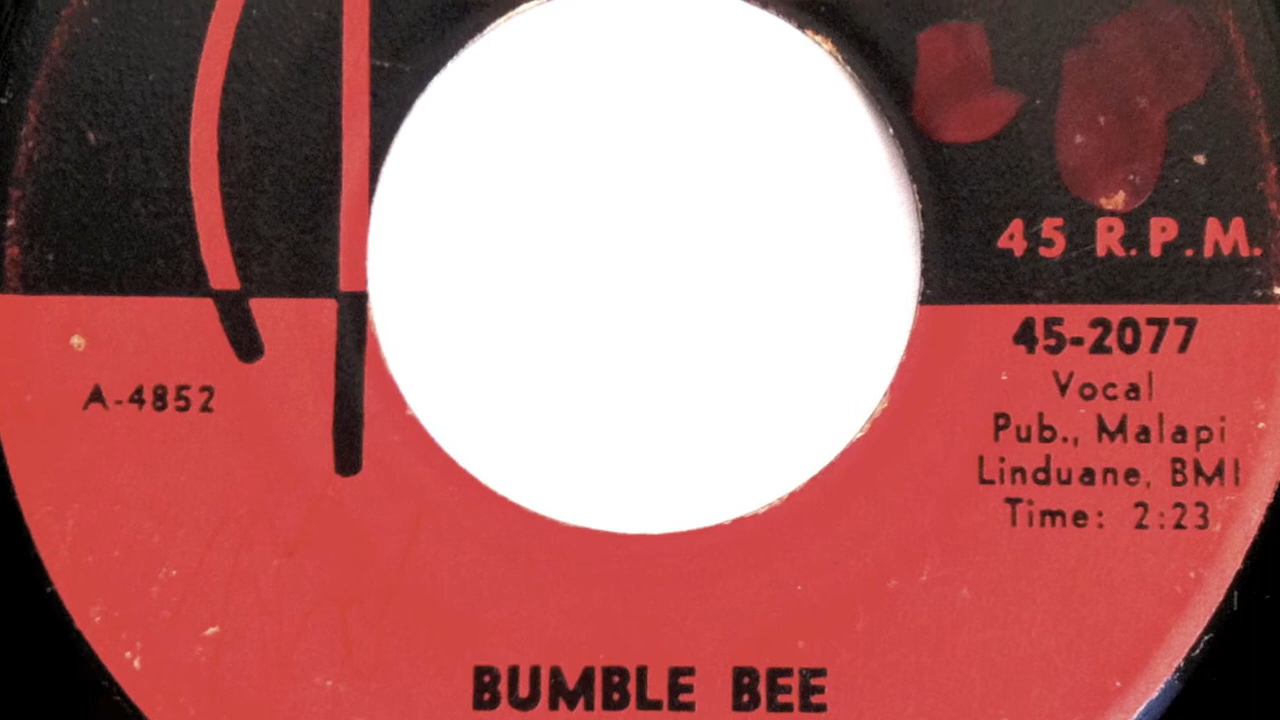 45 R.P.M.
45-2077
A-4852
Vocal
Pub., Malapi
Linduane, BMI
Time: 2:23
BUMBLE BEE